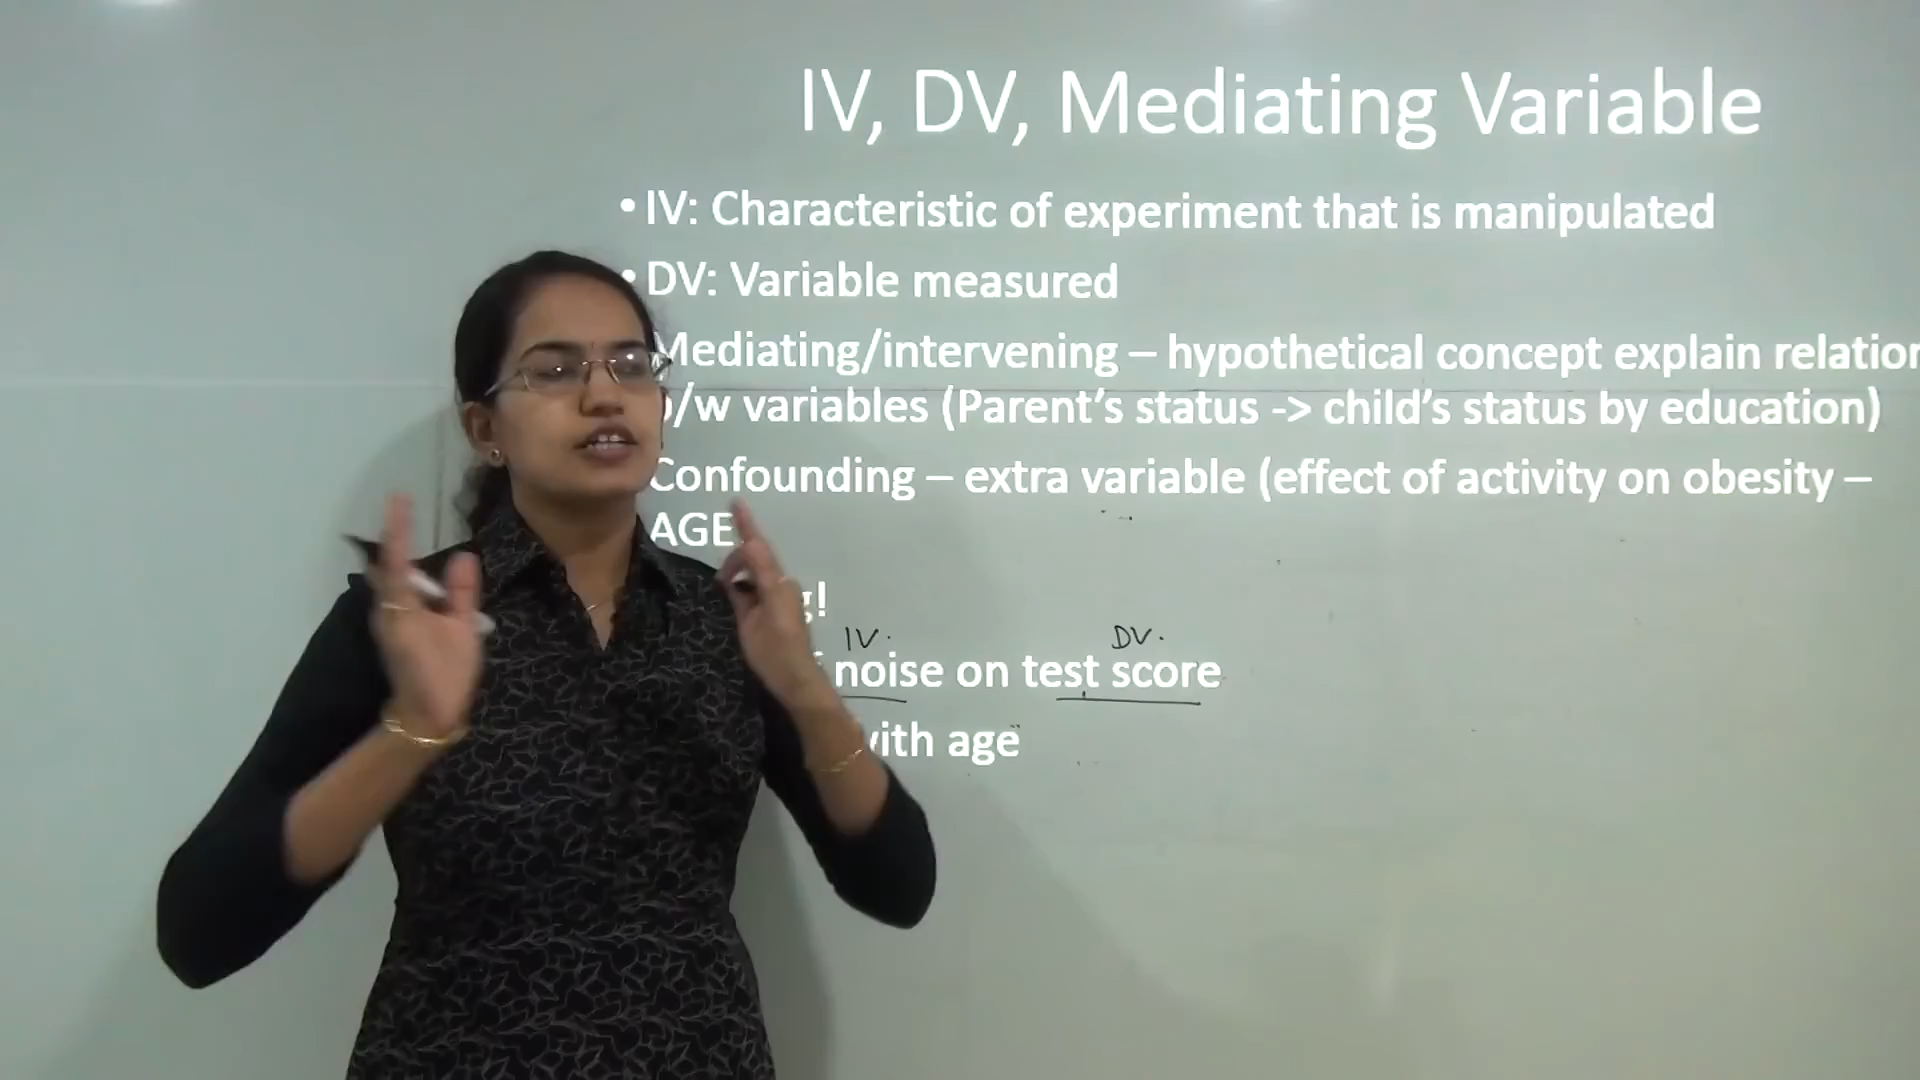 IV, DV, Mediating Variable
• IV: Characteristic of experiment that is manipulated
• DV: Variable measured
Mediating/intervening – hypothetical concept explain relation
b/w variables (Parent's status -> child's status by education)
Confounding – extra variable (effect of activity on obesity –
AGE
IV. DV.
noise on test score
with age